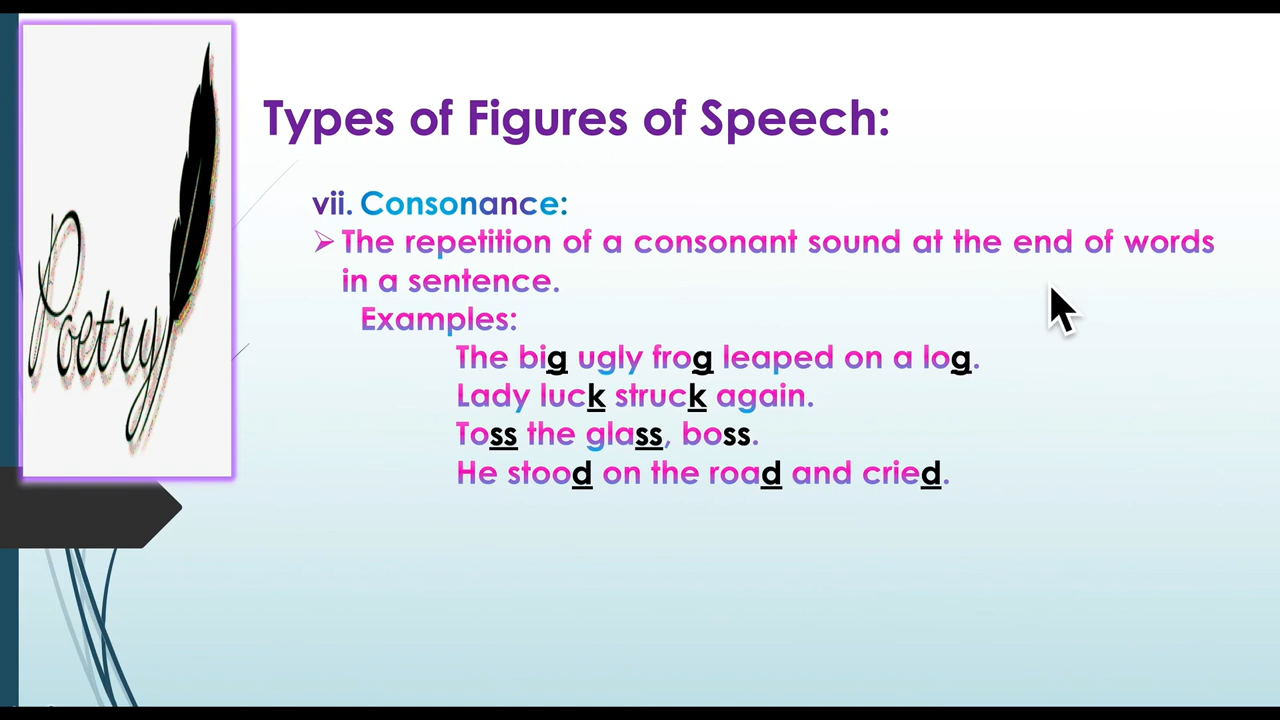 Poetry
Types of Figures of Speech:
vii. Consonance:
➢ The repetition of a consonant sound at the end of words
in a sentence.
Examples:
The big ugly frog leaped on a log.
Lady luck struck again.
Toss the glass, boss.
He stood on the road and cried.